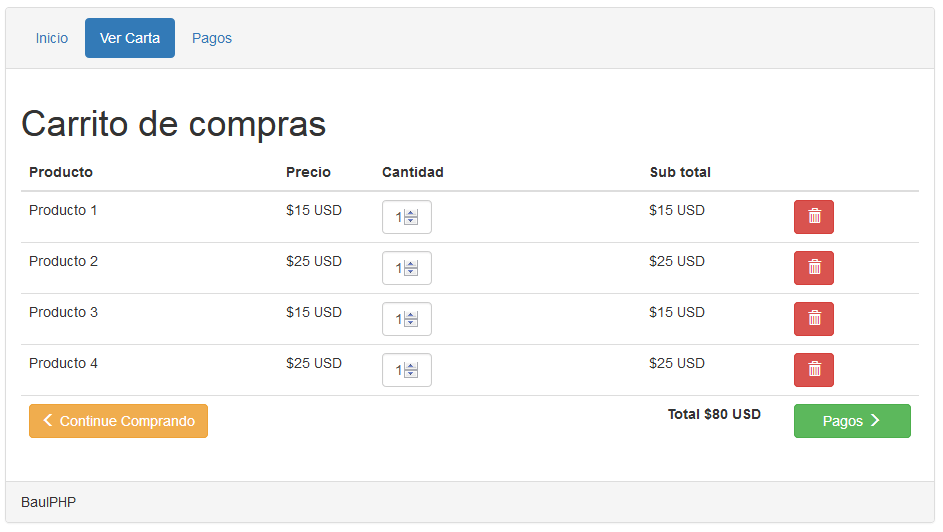 Inicio Ver Carta Pagos
Carrito de compras
Producto Precio Cantidad Sub total
Producto 1 $15 USD 1 $15 USD
Producto 2 $25 USD 1 $25 USD
Producto 3 $15 USD 1 $15 USD
Producto 4 $25 USD 1 $25 USD
Continue Comprando Total $80 USD Pagos
BaulPHP